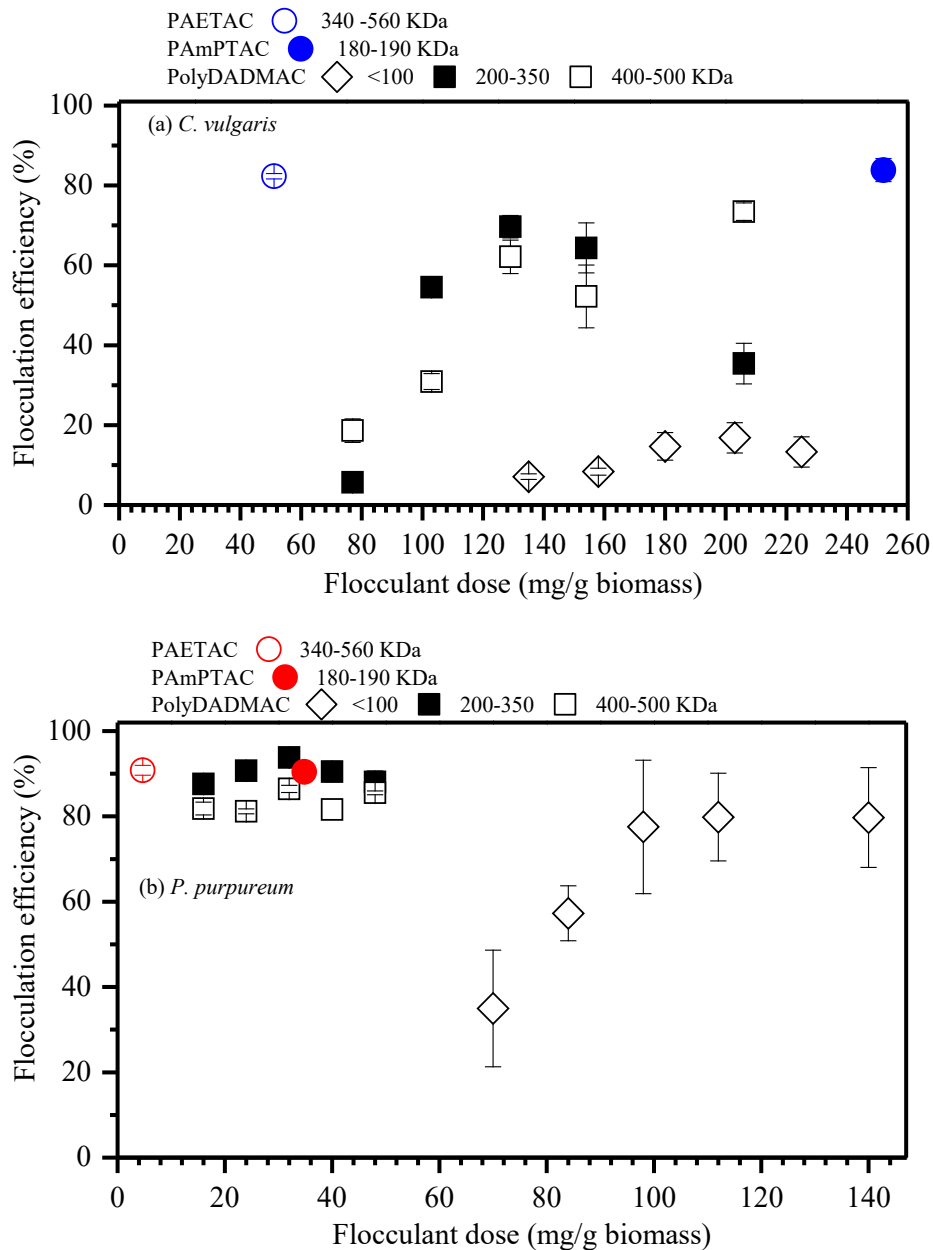 PAETAC 340 -560 KDa
PAmPTAC 180-190 KDa
PolyDADMAC <100 200-350 400-500 KDa
100
(a) C. vulgaris
80
60
40
20
0
Flocculation efficiency (%)
0 20 40 60 80 100 120 140 160 180 200 220 240 260
Flocculant dose (mg/g biomass)
PAETAC 340-560 KDa
PAmPTAC 180-190 KDa
PolyDADMAC <100 200-350 400-500 KDa
100
80
60
(b) P. purpureum
40
20
0
Flocculation efficiency (%)
0 20 40 60 80 100 120 140
Flocculant dose (mg/g biomass)